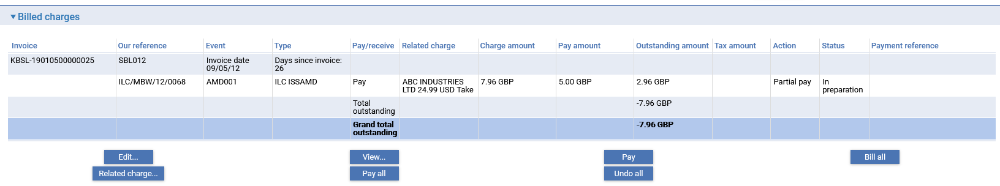 Billed charges
Invoice Our reference Event Type Pay/receive Related charge Charge amount Pay amount Outstanding amount Tax amount Action Status Payment reference
KBSL-19010500000025 SBL012 Invoice date Days since invoice:
09/05/12 26
ILC/MBW/12/0068 AMD001 ILC ISSAMD Pay ABC INDUSTRIES 7.96 GBP 5.00 GBP 2.96 GBP Partial pay In
LTD 24.99 USD Take preparation
Total -7.96 GBP
outstanding
Grand total -7.96 GBP
outstanding
Edit... View... Pay Bill all
Related charge... Pay all Undo all